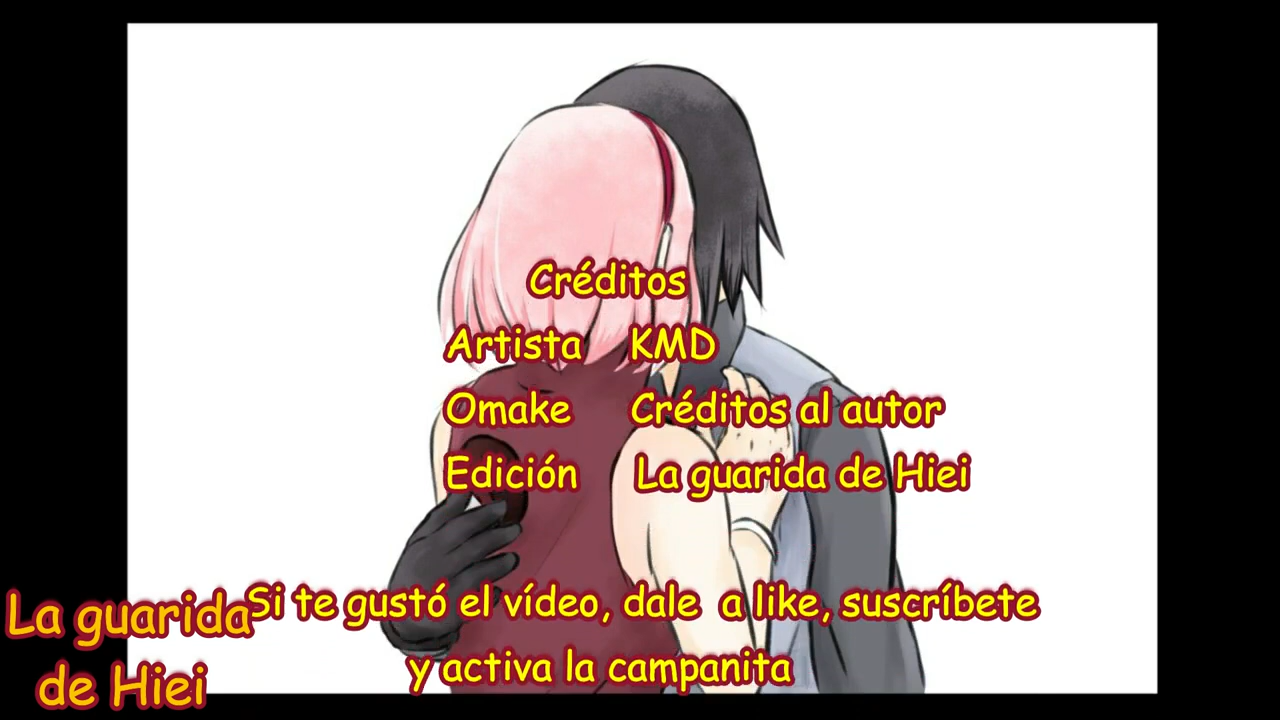 Créditos
Artista KMD
Omake Créditos al autor
Edición La guarida de Hiei
Si te gustó el vídeo, dale a like, suscríbete
y activa la campanita
La guarida
de Hiei